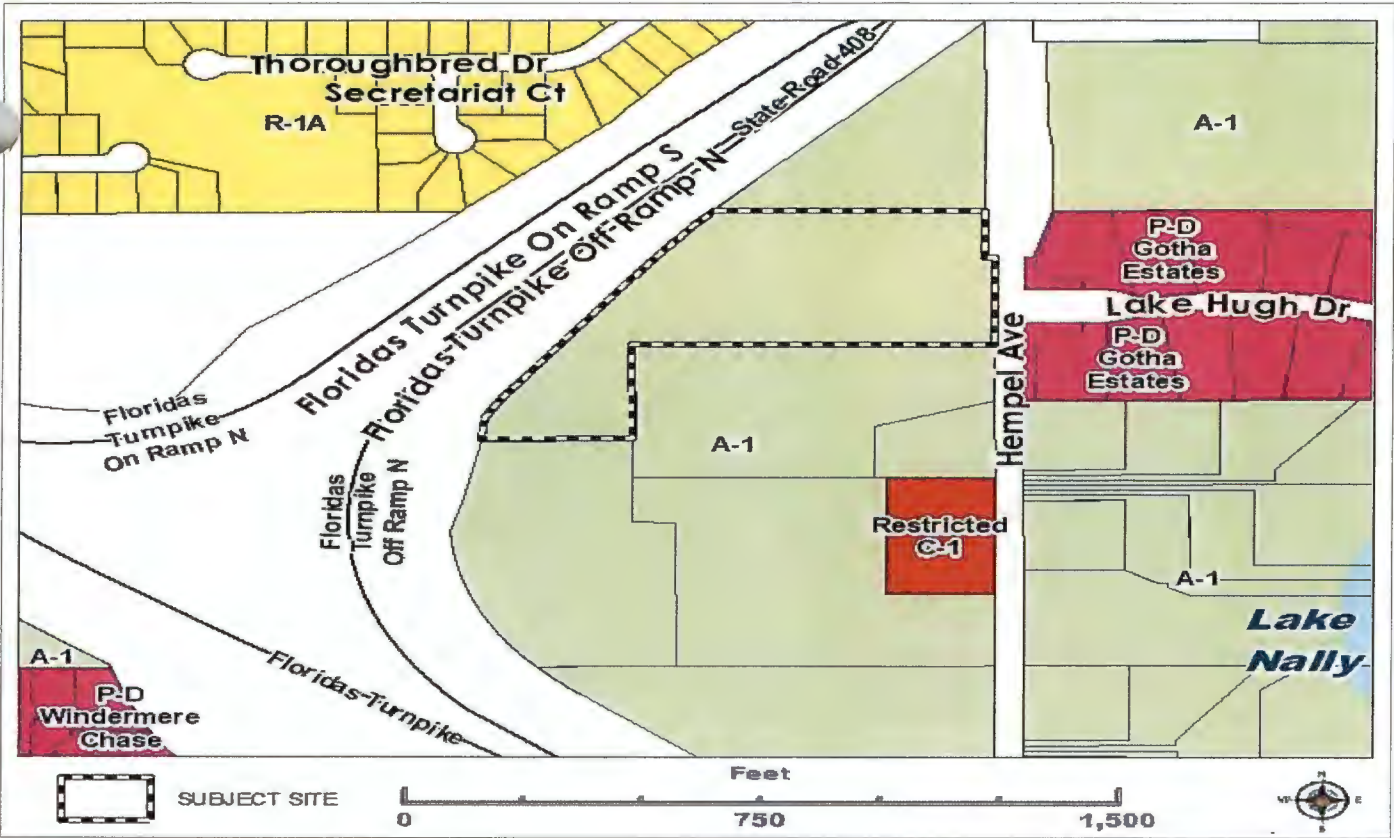 Thoroughbred Dr
Secretariat Ct
R-1A
State-Road-408
A-1
Floridas Turnpike On Ramp S
Floridas-Turnpike-Off-Ramp-N
P-D
Gotha
Estates
Lake Hugh Dr
P-D
Gotha
Estates
Hempel Ave
Floridas
Turnpike
On Ramp N
A-1
Floridas
Turnpike
Off Ramp N
Restricted
C-1
A-1
Lake
Nally
A-1
P-D
Windermere
Chase
Floridas-Turnpike
Feet
SUBJECT SITE
0
750
1,500
N
E